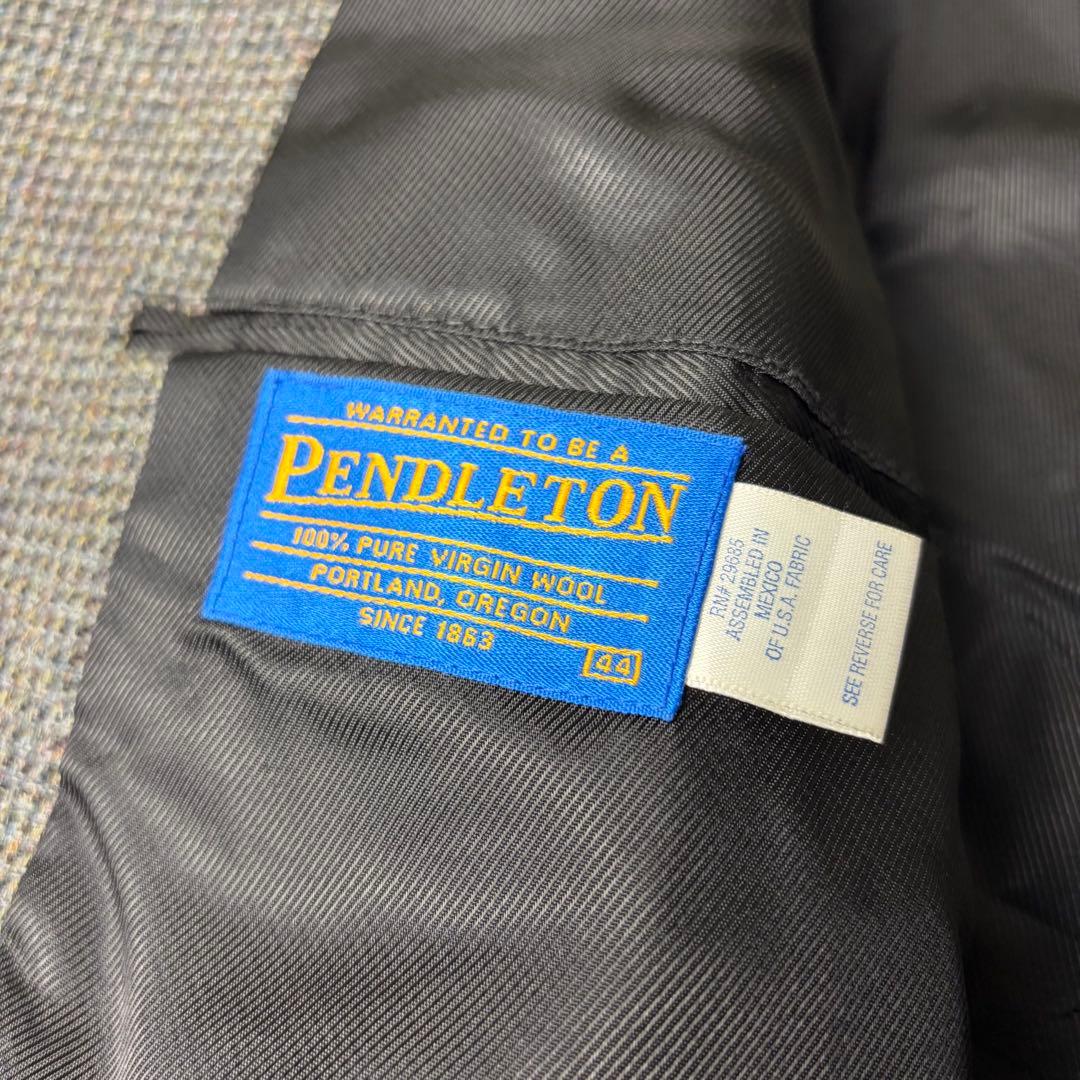 WARRANTED TO BE A
PENDLETON
100% PURE VIRGIN WOOL
PORTLAND, OREGON
SINCE 1863
44
RN# 29685
ASSEMBLED IN
MEXICO
OF U.S.A. FABRIC
SEE REVERSE FOR CARE